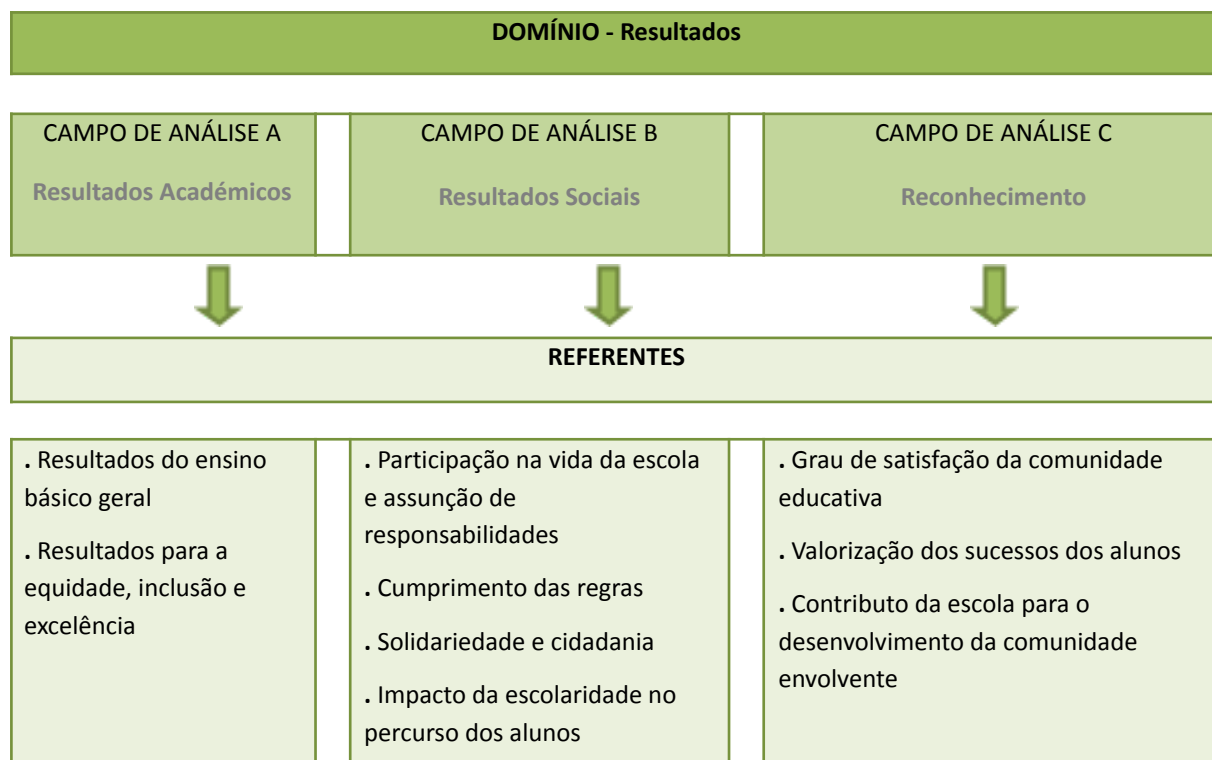 DOMÍNIO - Resultados
CAMPO DE ANÁLISE A
Resultados Académicos
CAMPO DE ANÁLISE B
Resultados Sociais
CAMPO DE ANÁLISE C
Reconhecimento
REFERENTES
. Resultados do ensino
básico geral
. Resultados para a
equidade, inclusão e
excelência
. Participação na vida da escola
e assunção de
responsabilidades
. Cumprimento das regras
. Solidariedade e cidadania
. Impacto da escolaridade no
percurso dos alunos
. Grau de satisfação da comunidade
educativa
. Valorização dos sucessos dos alunos
. Contributo da escola para o
desenvolvimento da comunidade
envolvente